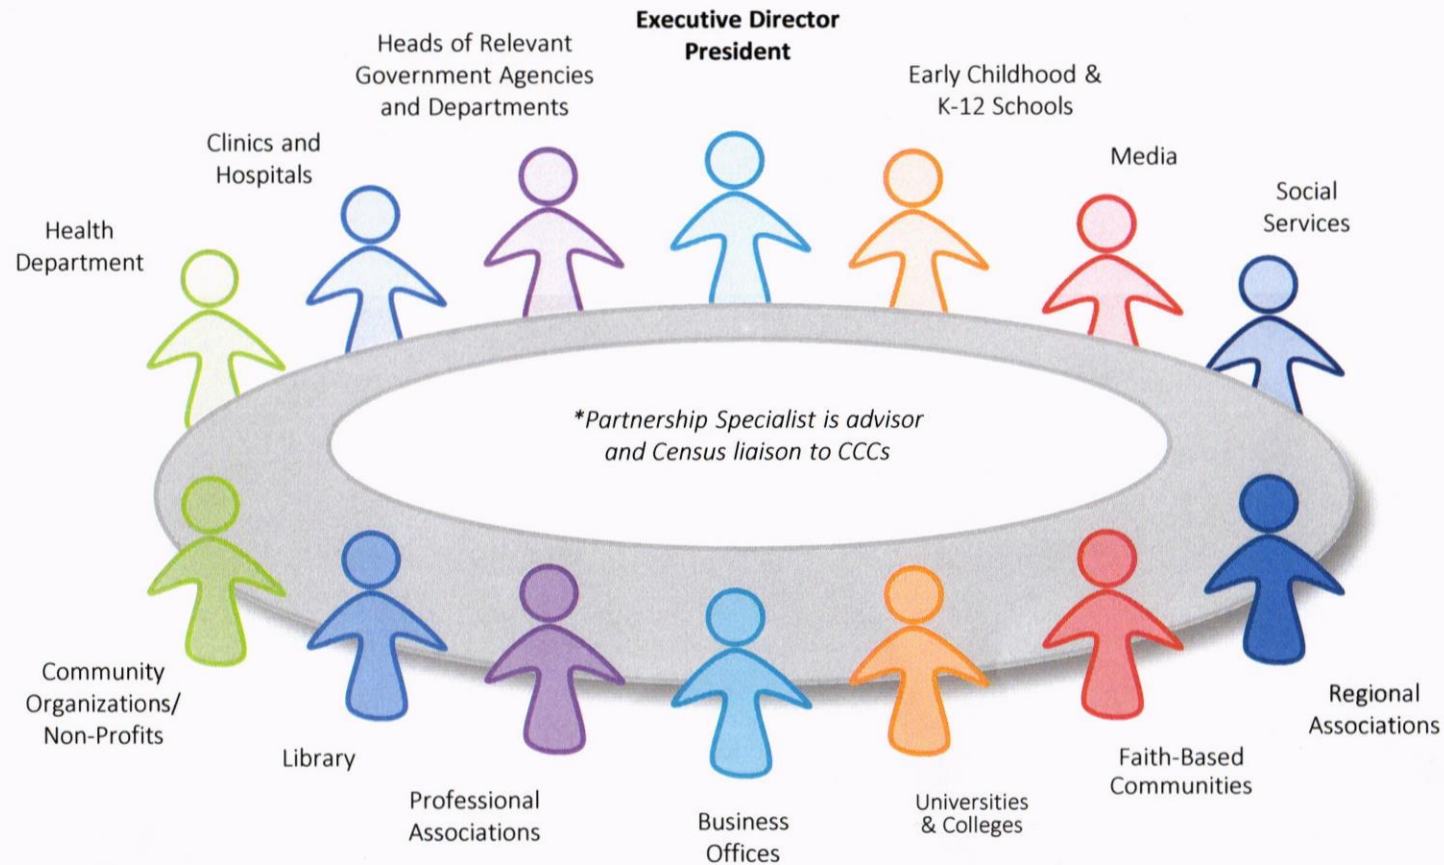 Executive Director
President
Heads of Relevant
Government Agencies
and Departments
Early Childhood &
K-12 Schools
Clinics and
Hospitals
Media
Social
Services
Health
Department
*Partnership Specialist is advisor
and Census liaison to CCCs
Community
Organizations/
Non-Profits
Library
Professional
Associations
Business
Offices
Universities
& Colleges
Faith-Based
Communities
Regional
Associations